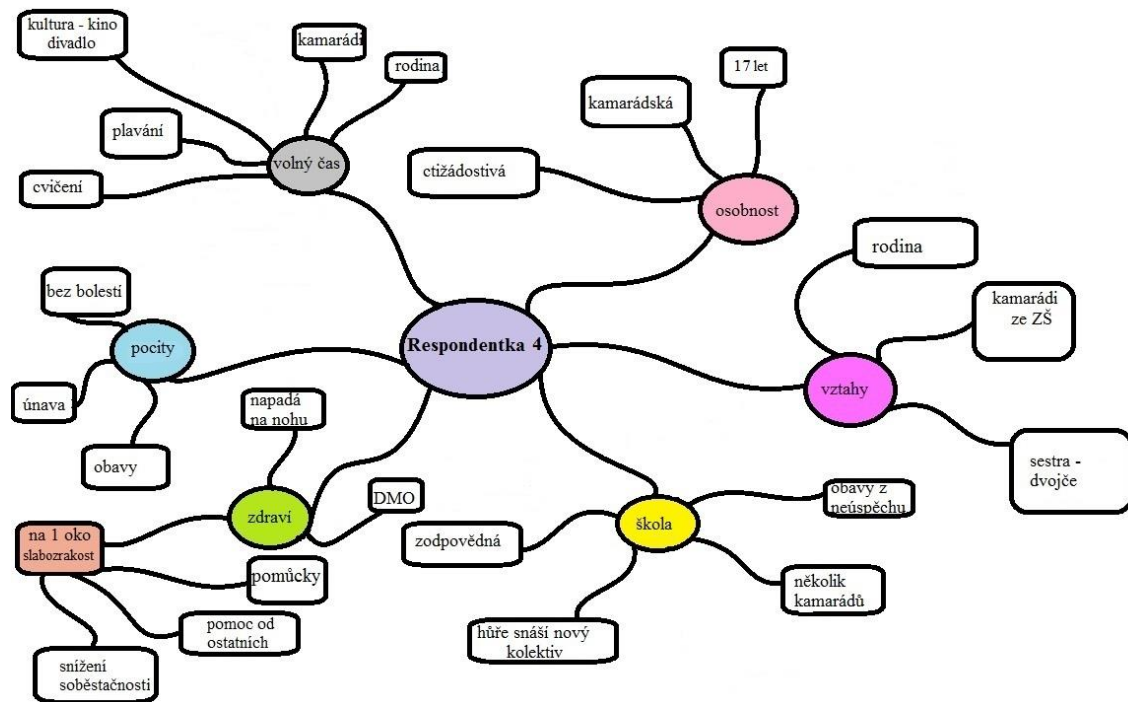 kultura - kino
divadlo
kamarádi
rodina
plavání
cvičení
volný čas
17 let
kamarádská
ctižádostivá
osobnost
rodina
kamarádi
ze ZŠ
vztahy
sestra -
dvojče
Respondentka 4
bez bolestí
pocity
únava
obavy
napadá
na nohu
DMO
zdraví
na 1 oko
slabozrakost
pomůcky
pomoc od
ostatních
snížení
soběstačnosti
škola
obavy z
neúspěchu
zodpovědná
několik
kamarádů
hůře snáší nový
kolektiv